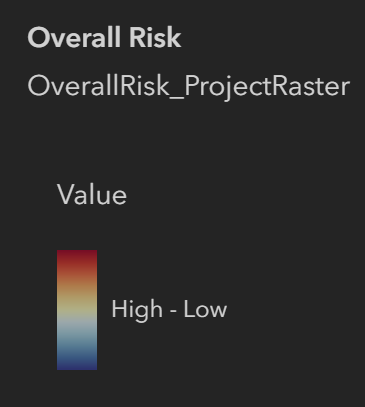 Overall Risk
OverallRisk_ProjectRaster
Value
High - Low